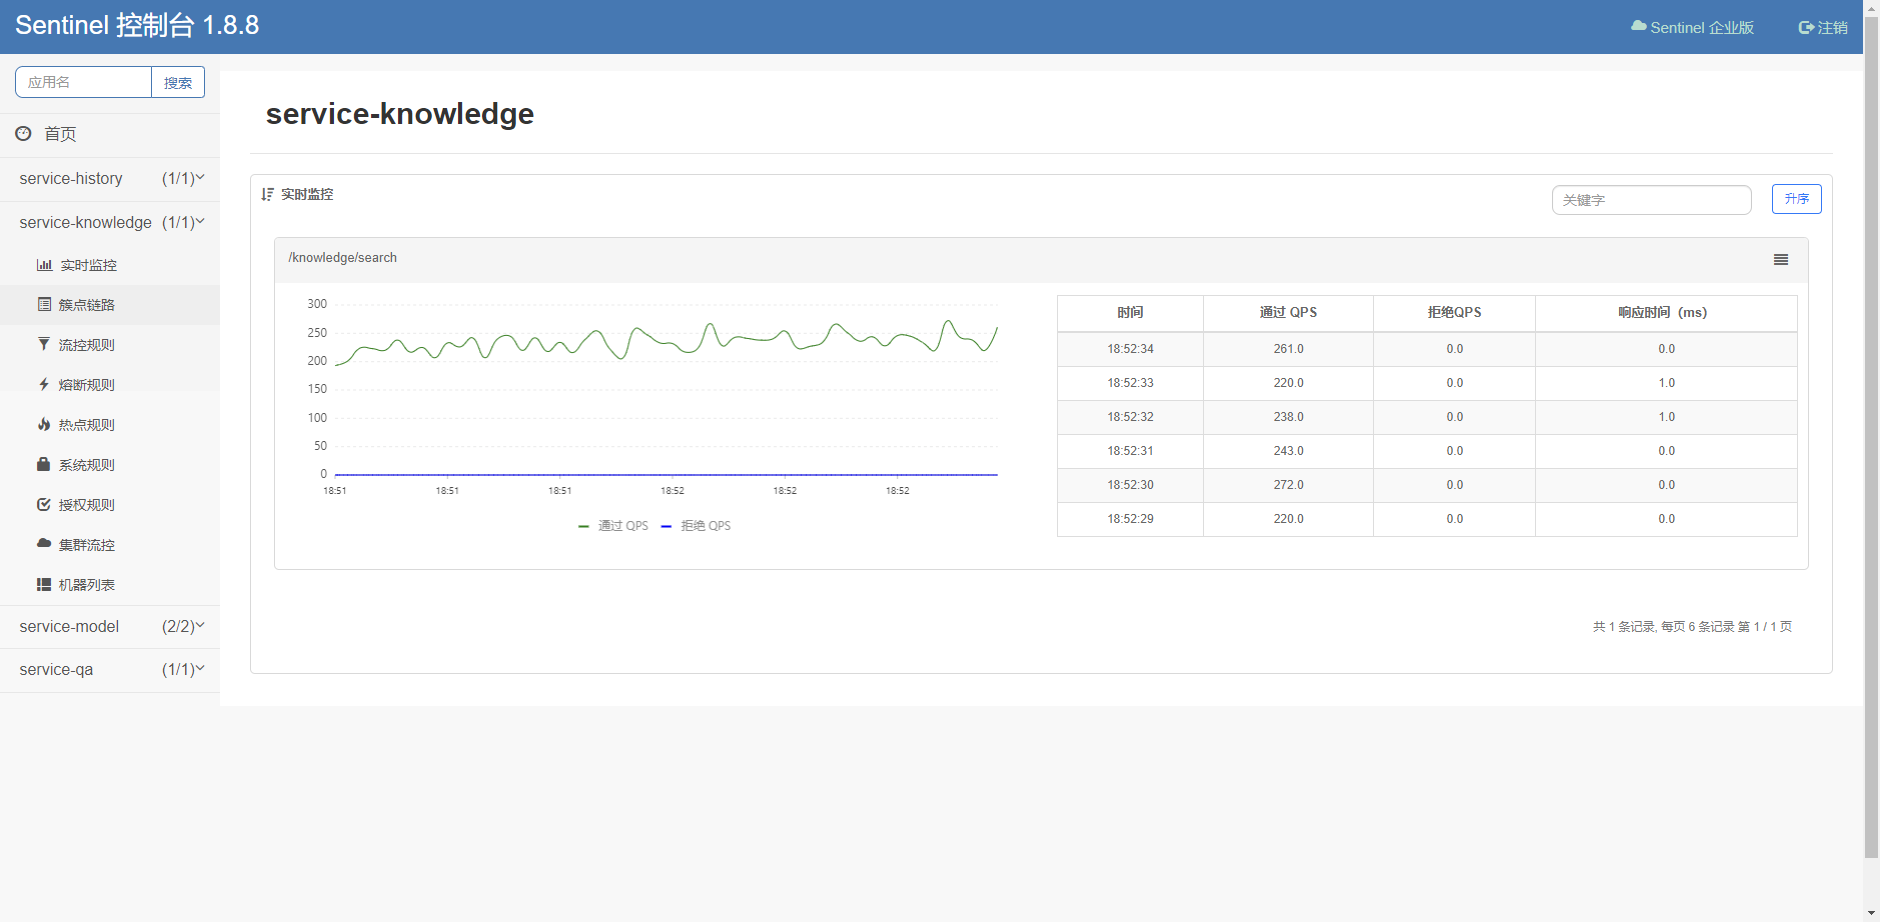 Sentinel 控制台 1.8.8
Sentinel 企业版
注销
应用名
搜索
首页
service-history (1/1)
service-knowledge (1/1)
实时监控
簇点链路
流控规则
熔断规则
热点规则
系统规则
授权规则
集群流控
机器列表
service-model (2/2)
service-qa (1/1)
service-knowledge
实时监控
关键字
升序
/knowledge/search
300
250
200
150
100
50
0
18:51 18:51 18:51 18:52 18:52 18:52
通过 QPS 拒绝 QPS
时间 通过 QPS 拒绝QPS 响应时间（ms）
18:52:34 261.0 0.0 0.0
18:52:33 220.0 0.0 1.0
18:52:32 238.0 0.0 1.0
18:52:31 243.0 0.0 0.0
18:52:30 272.0 0.0 0.0
18:52:29 220.0 0.0 0.0
共 1 条记录, 每页 6 条记录 第 1 / 1 页